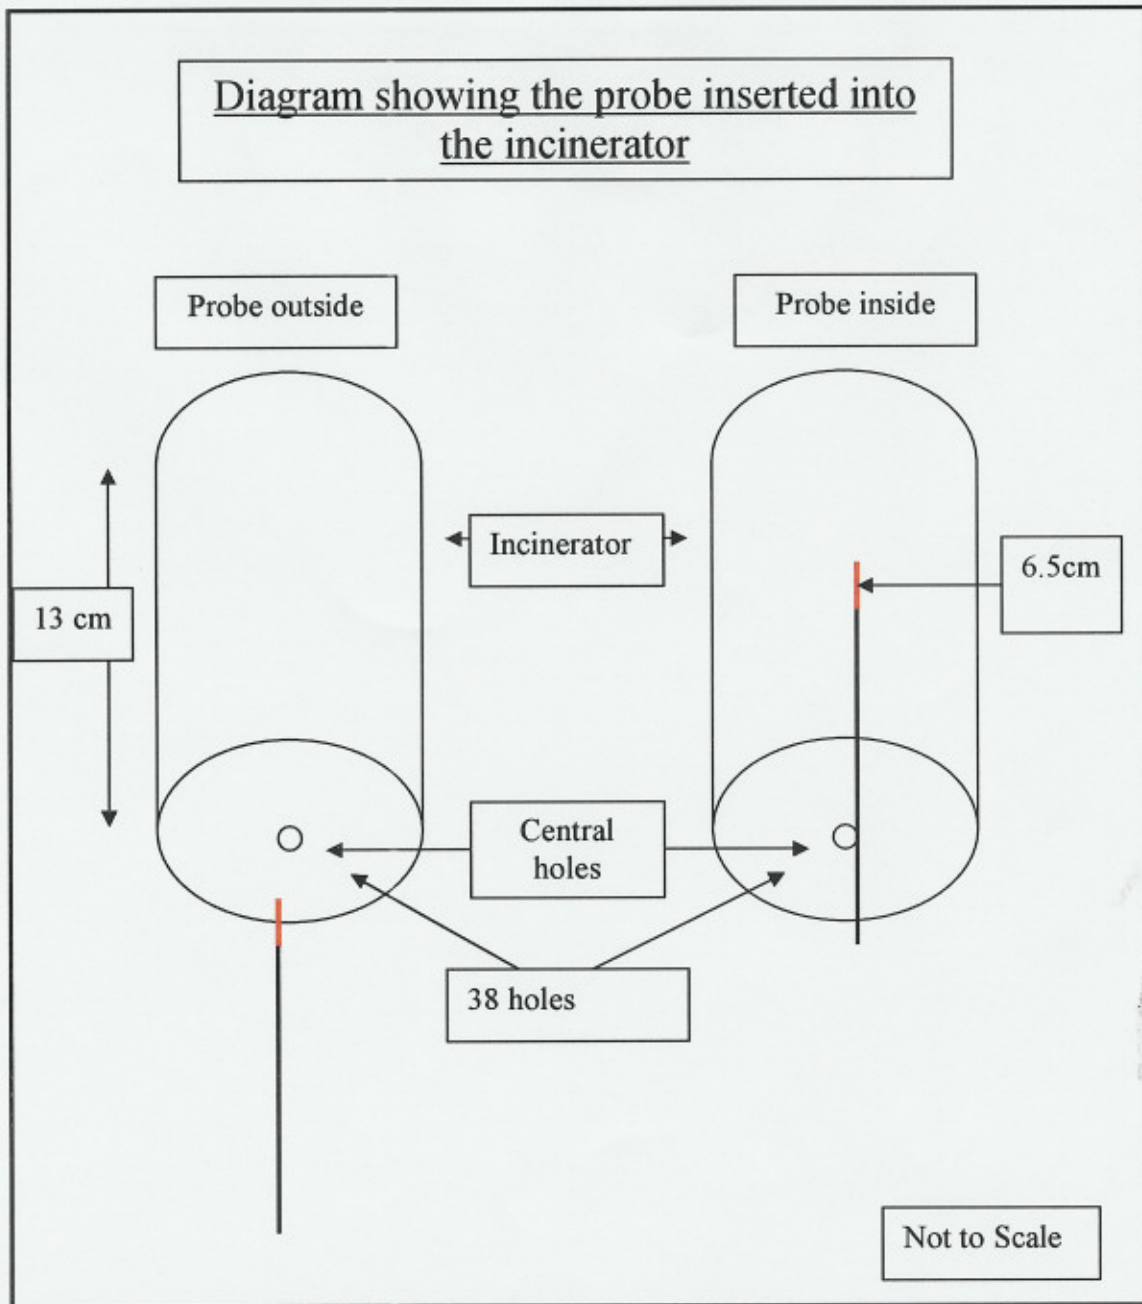 Diagram showing the probe inserted into
the incinerator
Probe outside
Probe inside
Incinerator
6.5cm
13 cm
Central
holes
38 holes
Not to Scale